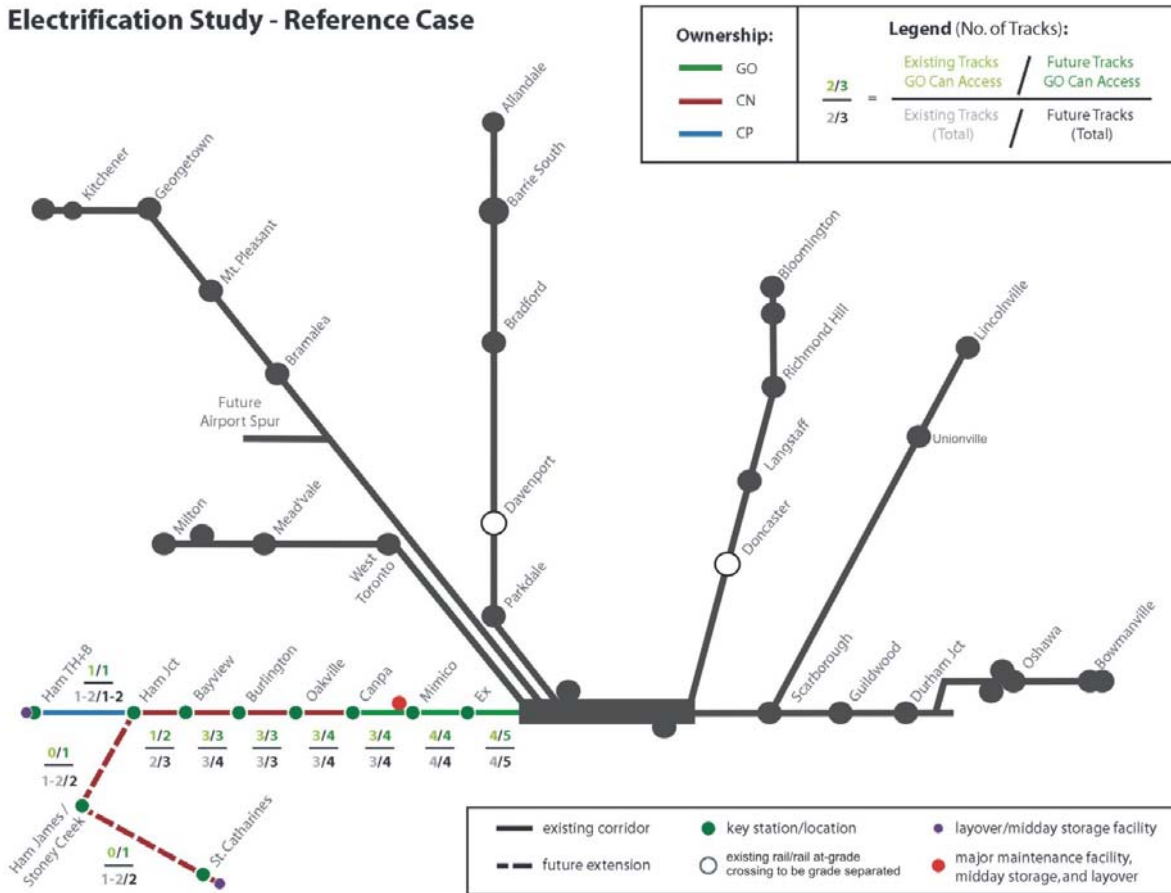 Electrification Study - Reference Case
Ownership:
GO
CN
CP
Legend (No. of Tracks):
2/3
2/3
=
Existing Tracks
GO Can Access
/
Future Tracks
GO Can Access
Existing Tracks
(Total)
/
Future Tracks
(Total)
Kitchener
Georgetown
Mt. Pleasant
Bramalea
Future
Airport Spur
Milton
Mead'vale
West
Toronto
Allandale
Barrie South
Bradford
Davenport
Parkdale
Bloomington
Richmond Hill
Langstaff
Doncaster
Lincolnville
Unionville
Scarborough
Guildwood
Durham Jct
Oshawa
Bowmanville
Ham TH+B
Ham Jct
Bayview
Burlington
Oakville
Canpa
Mimico
Ex
1/1
1-2/1-2
0/1
1-2/2
1/2
2/3
3/3
3/4
3/3
3/3
3/4
3/4
3/4
3/4
4/4
4/4
4/5
4/5
Ham James /
Stoney Creek
0/1
1-2/2
St. Catharines
existing corridor
future extension
key station/location
existing rail/rail at-grade
crossing to be grade separated
layover/midday storage facility
major maintenance facility,
midday storage, and layover